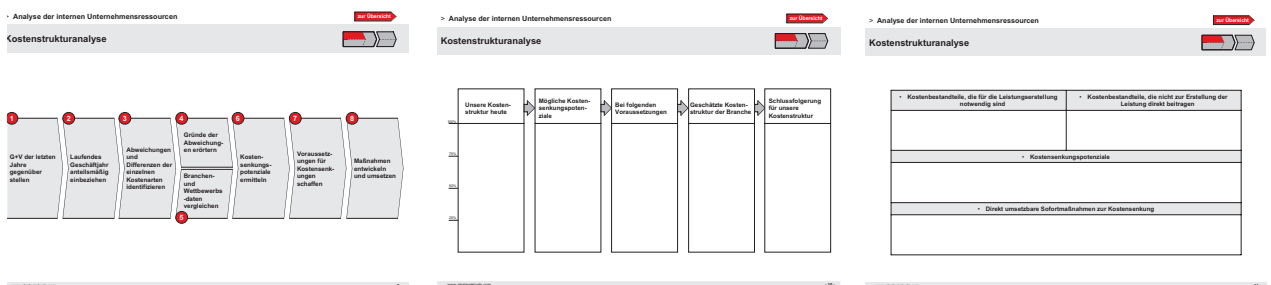 Analyse der internen Unternehmensressourcen
zur Übersicht
Kostenstrukturanalyse
1
2
3
4
6
7
8
G+V der letzten
Jahre
gegenüber
stellen
Laufendes
Geschäftjahr
anteilsmäßig
einbeziehen
Abweichungen
und
Differenzen der
einzelnen
Kostenarten
identifizieren
Gründe der
Abweichung-
en erörtern
Branchen-
und
Wettbewerbs
-daten
vergleichen
5
Kosten-
senkungs-
potenziale
ermitteln
Voraussetz-
ungen für
Kostensenk-
ungen
schaffen
Maßnahmen
entwickeln
und umsetzen
> Analyse der internen Unternehmensressourcen
zur Übersicht
Kostenstrukturanalyse
Unsere Kosten-
struktur heute
Mögliche Kosten-
senkungspoten-
ziale
Bei folgenden
Voraussetzungen
Geschätzte Kosten-
struktur der Branche
Schlussfolgerung
für unsere
Kostenstruktur
100%
75%
50%
25%
> Analyse der internen Unternehmensressourcen
zur Übersicht
Kostenstrukturanalyse
• Kostenbestandteile, die für die Leistungserstellung
notwendig sind
• Kostenbestandteile, die nicht zur Erstellung der
Leistung direkt beitragen
• Kostensenkungspotenziale
• Direkt umsetzbare Sofortmaßnahmen zur Kostensenkung